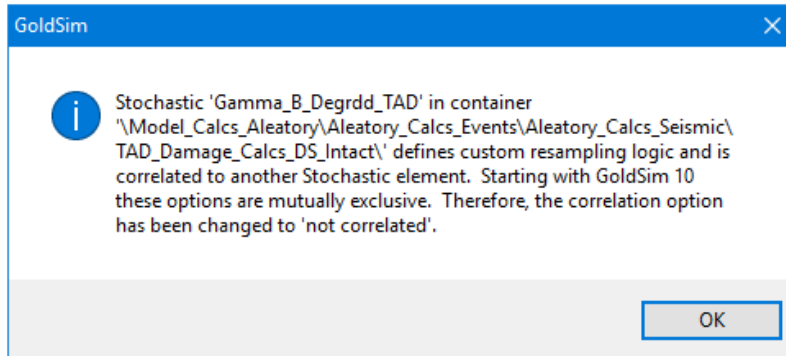 GoldSim
Stochastic 'Gamma_B_Degrdd_TAD' in container
'\Model_Calcs_Aleatory\Aleatory_Calcs_Events\Aleatory_Calcs_Seismic\
TAD_Damage_Calcs_DS_Intact\' defines custom resampling logic and is
correlated to another Stochastic element.  Starting with GoldSim 10
these options are mutually exclusive.  Therefore, the correlation option
has been changed to 'not correlated'.
OK